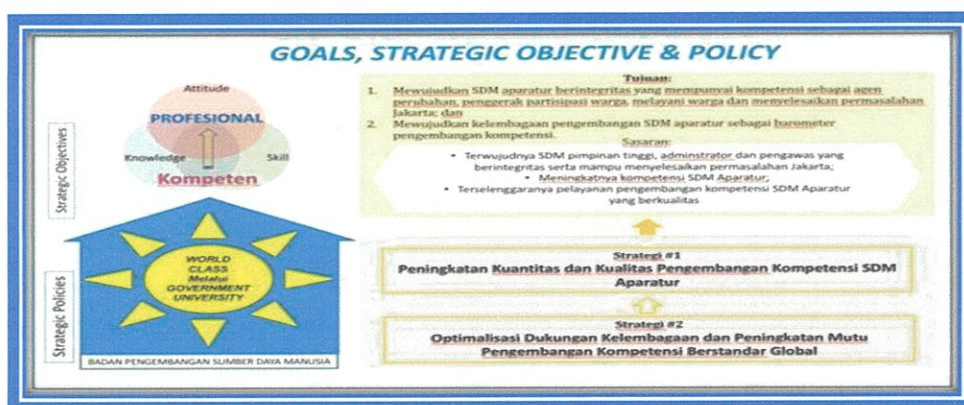 GOALS, STRATEGIC OBJECTIVE & POLICY
Strategic Objectives
Attitude
PROFESIONAL
Knowledge
Skill
Kompeten
Tujuan:
1. Mewujudkan SDM aparatur berintegritas yang mempunyai kompetensi sebagai agen
perubahan, penggerak partisipasi warga, melayani warga dan menyelesaikan permasalahan
Jakarta; dan
2. Mewujudkan kelembagaan pengembangan SDM aparatur sebagai barometer
pengembangan kompetensi.
Sasaran:
• Terwujudnya SDM pimpinan tinggi, adminstrator dan pengawas yang
berintegritas serta mampu menyelesaikan permasalahan Jakarta;
• Meningkatnya kompetensi SDM Aparatur;
• Terselenggaranya pelayanan pengembangan kompetensi SDM Aparatur
yang berkualitas
Strategic Policies
WORLD
CLASS
Melalui
GOVERNMENT
UNIVERSITY
BADAN PENGEMBANGAN SUMBER DAYA MANUSIA
Strategi #1
Peningkatan Kuantitas dan Kualitas Pengembangan Kompetensi SDM
Aparatur
Strategi #2
Optimalisasi Dukungan Kelembagaan dan Peningkatan Mutu
Pengembangan Kompetensi Berstandar Global